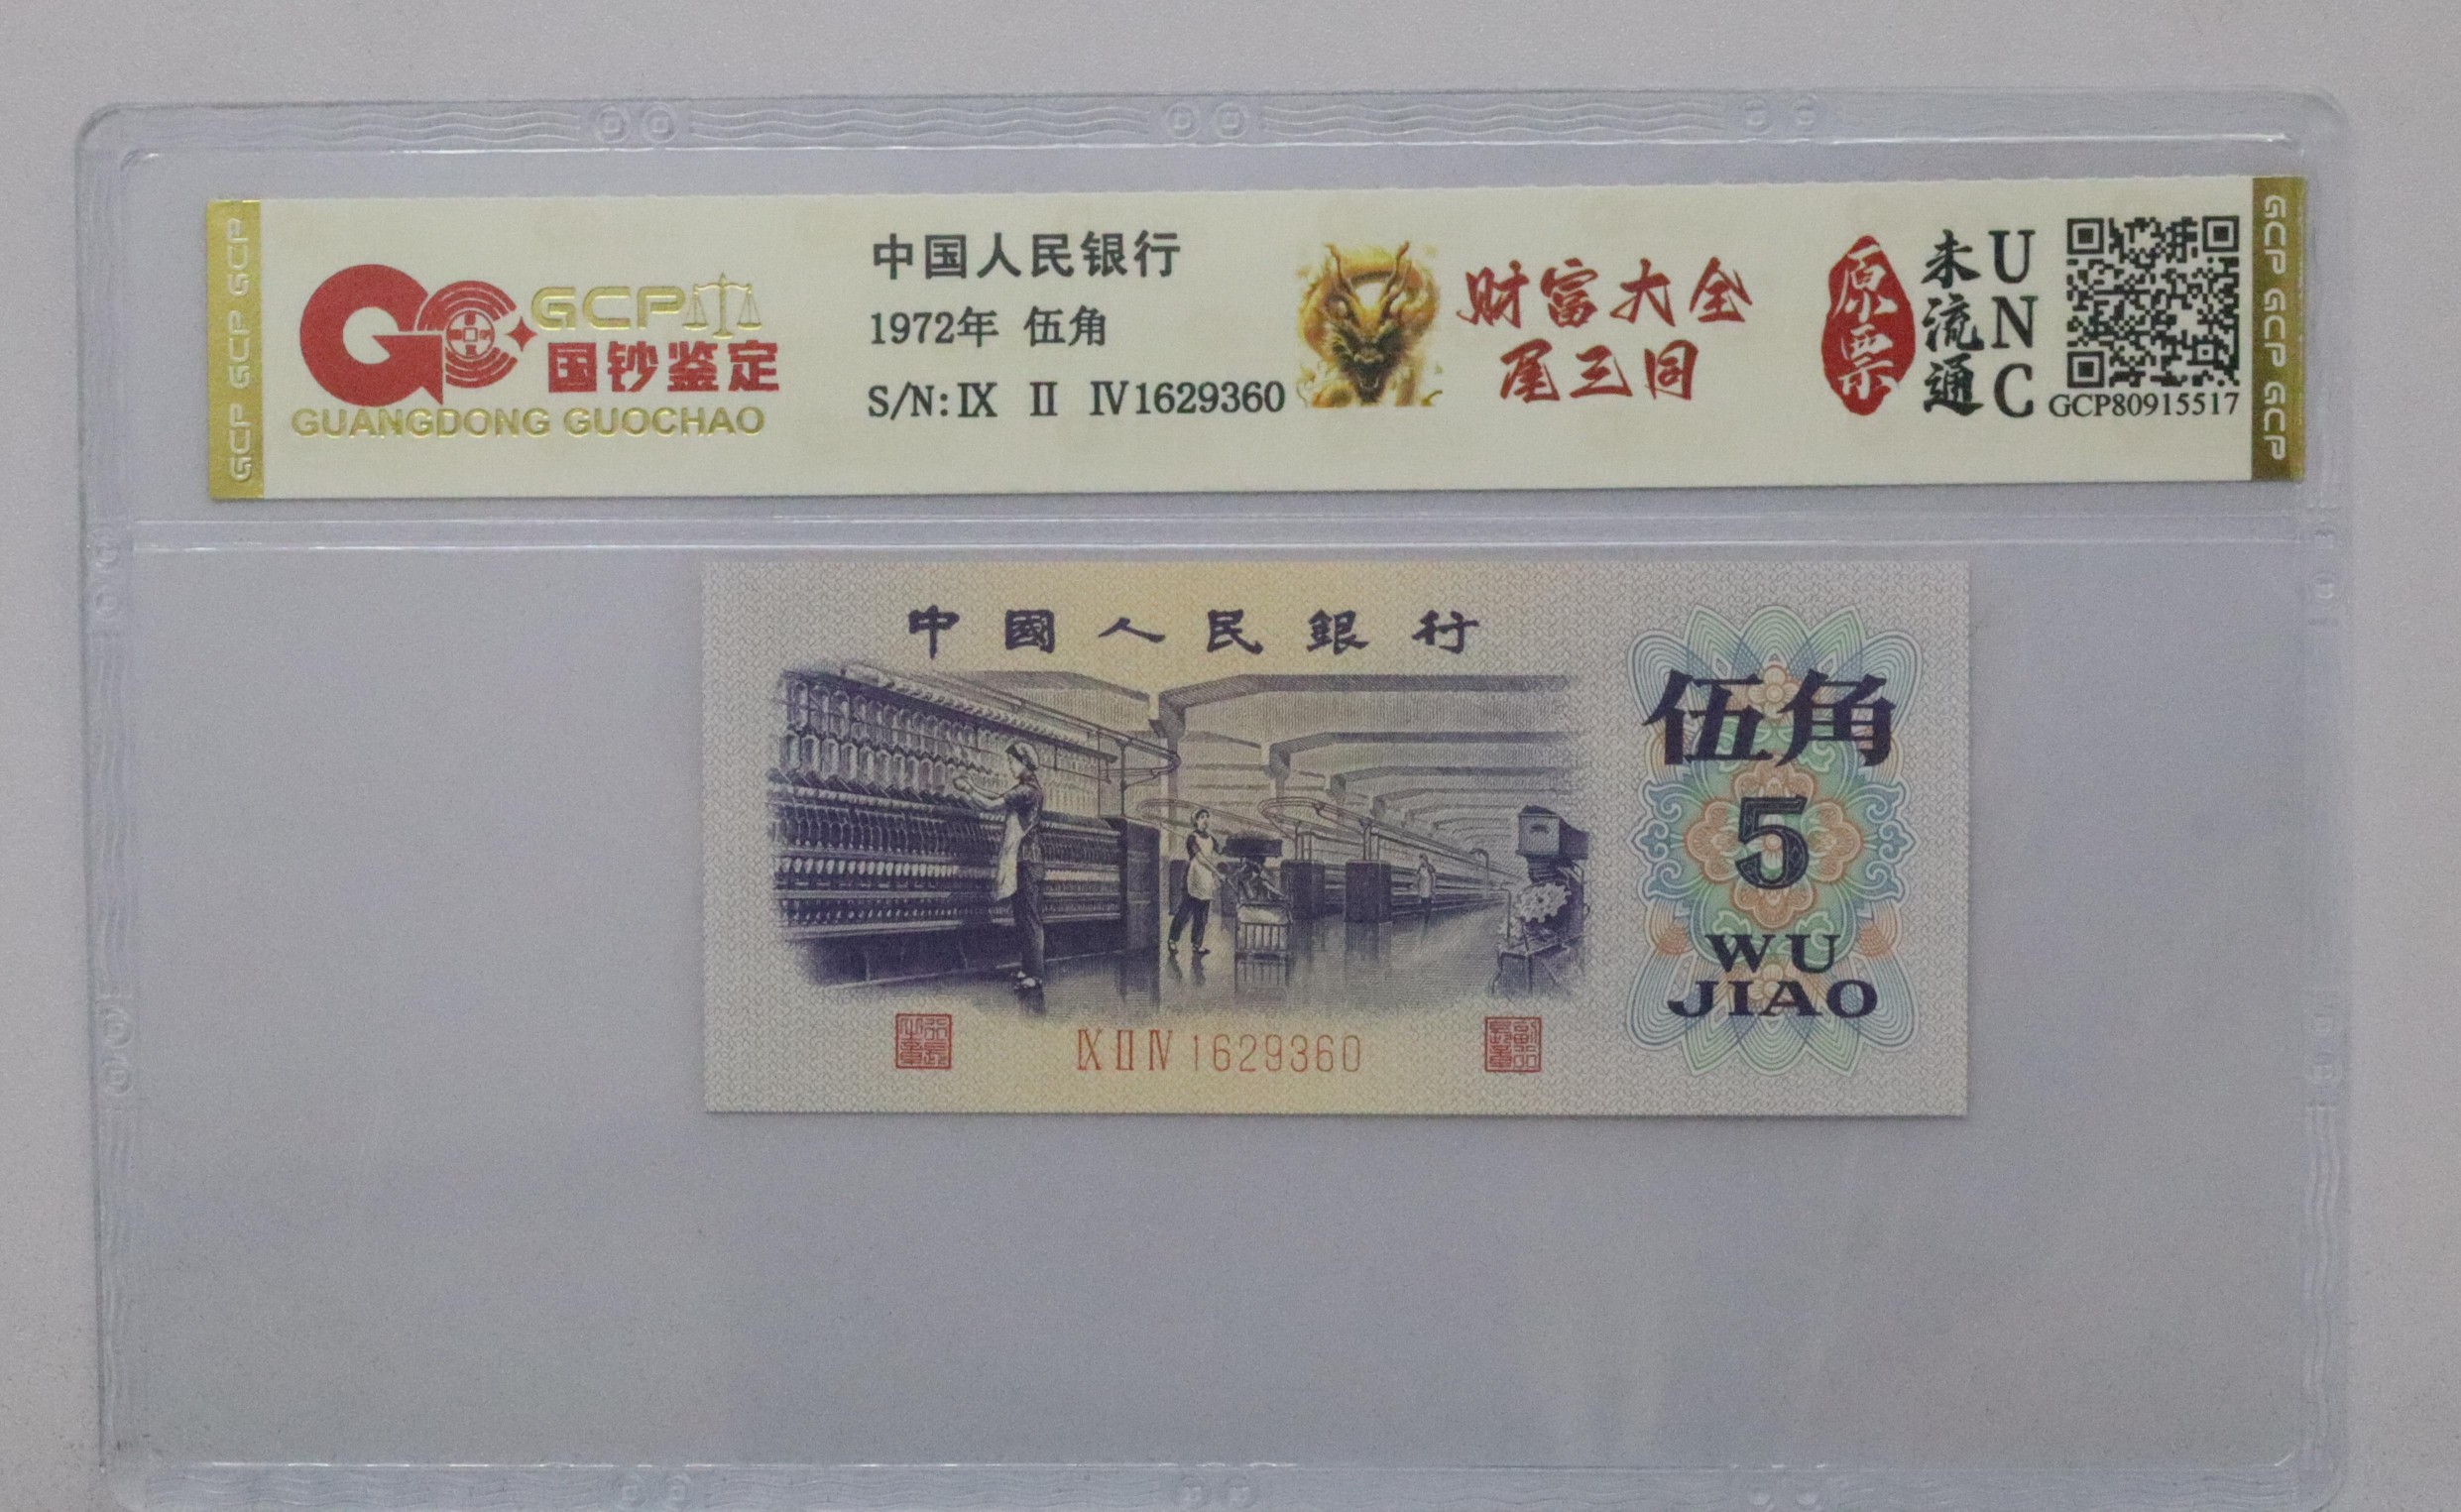 GCP GCP GCP
GCP
国钞鉴定
GUANGDONG GUOCHAO
中国人民银行
1972年 伍角
S/N:Ⅸ Ⅱ Ⅳ1629360
财富大全
尾三同
原票
未流通
UNC
GCP80915517
GCP GCP GCP
中國人民銀行
伍角
5
WU
JIAO
Ⅸ Ⅱ Ⅳ 1629360